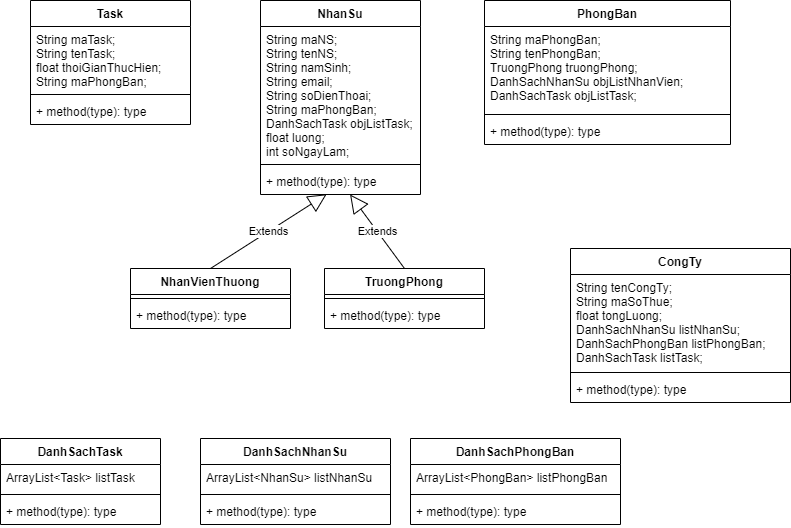 Task
String maTask;
String tenTask;
float thoiGianThucHien;
String maPhongBan;
+ method(type): type
NhanSu
String maNS;
String tenNS;
String namSinh;
String email;
String soDienThoai;
String maPhongBan;
DanhSachTask objListTask;
float luong;
int soNgayLam;
+ method(type): type
PhongBan
String maPhongBan;
String tenPhongBan;
TruongPhong truongPhong;
DanhSachNhanSu objListNhanVien;
DanhSachTask objListTask;
+ method(type): type
Extends
Extends
NhanVienThuong
+ method(type): type
TruongPhong
+ method(type): type
CongTy
String tenCongTy;
String maSoThue;
float tongLuong;
DanhSachNhanSu listNhanSu;
DanhSachPhongBan listPhongBan;
DanhSachTask listTask;
+ method(type): type
DanhSachTask
ArrayList<Task> listTask
+ method(type): type
DanhSachNhanSu
ArrayList<NhanSu> listNhanSu
+ method(type): type
DanhSachPhongBan
ArrayList<PhongBan> listPhongBan
+ method(type): type